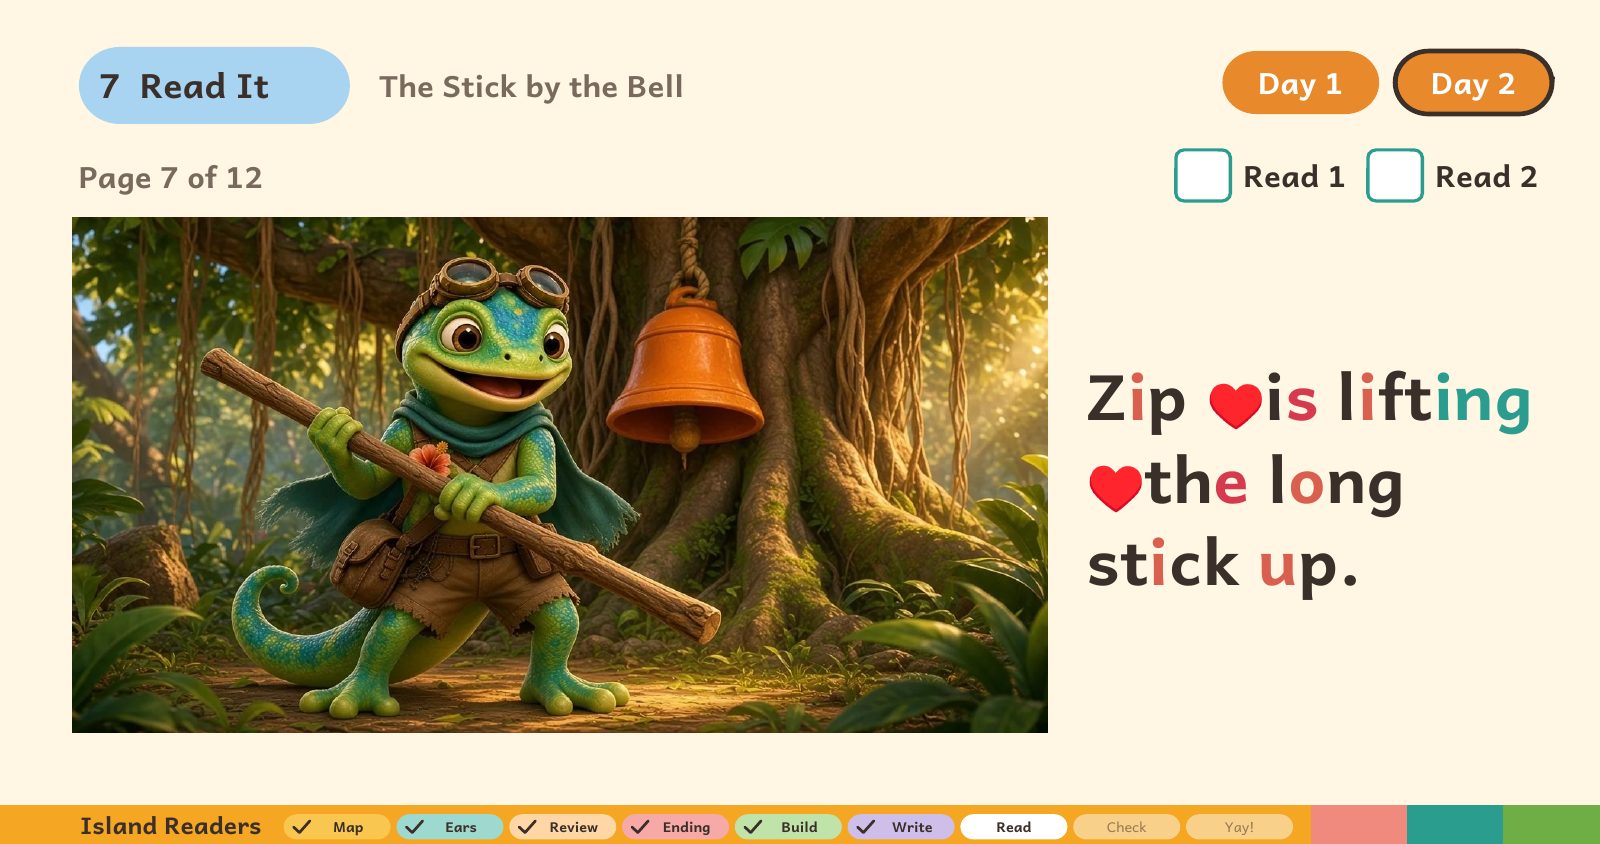 7 Read It
The Stick by the Bell
Day 1
Day 2
Page 7 of 12
Read 1
Read 2
Zip is lifting
the long
stick up.
Island Readers
Map
Ears
Review
Ending
Build
Write
Read
Check
Yay!